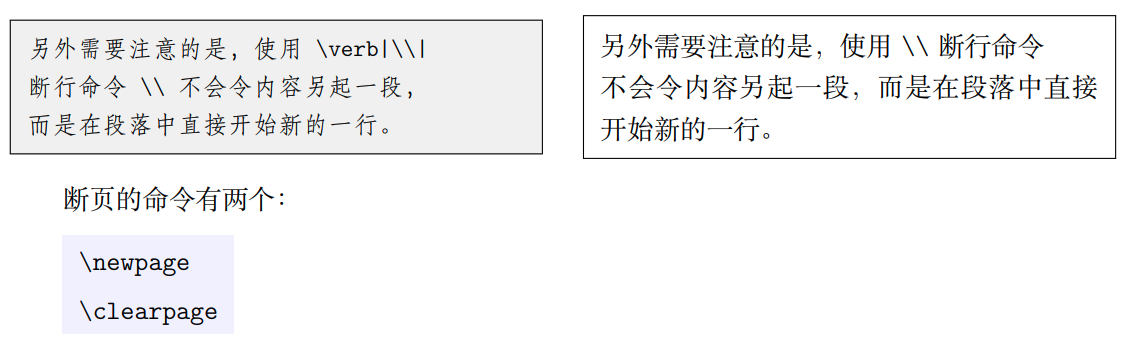 另外需要注意的是，使用 \verb|\\|
断行命令 \\ 不会令内容另起一段，
而是在段落中直接开始新的一行。
另外需要注意的是，使用 \\ 断行命令
不会令内容另起一段，而是在段落中直接
开始新的一行。
断页的命令有两个：
\newpage
\clearpage